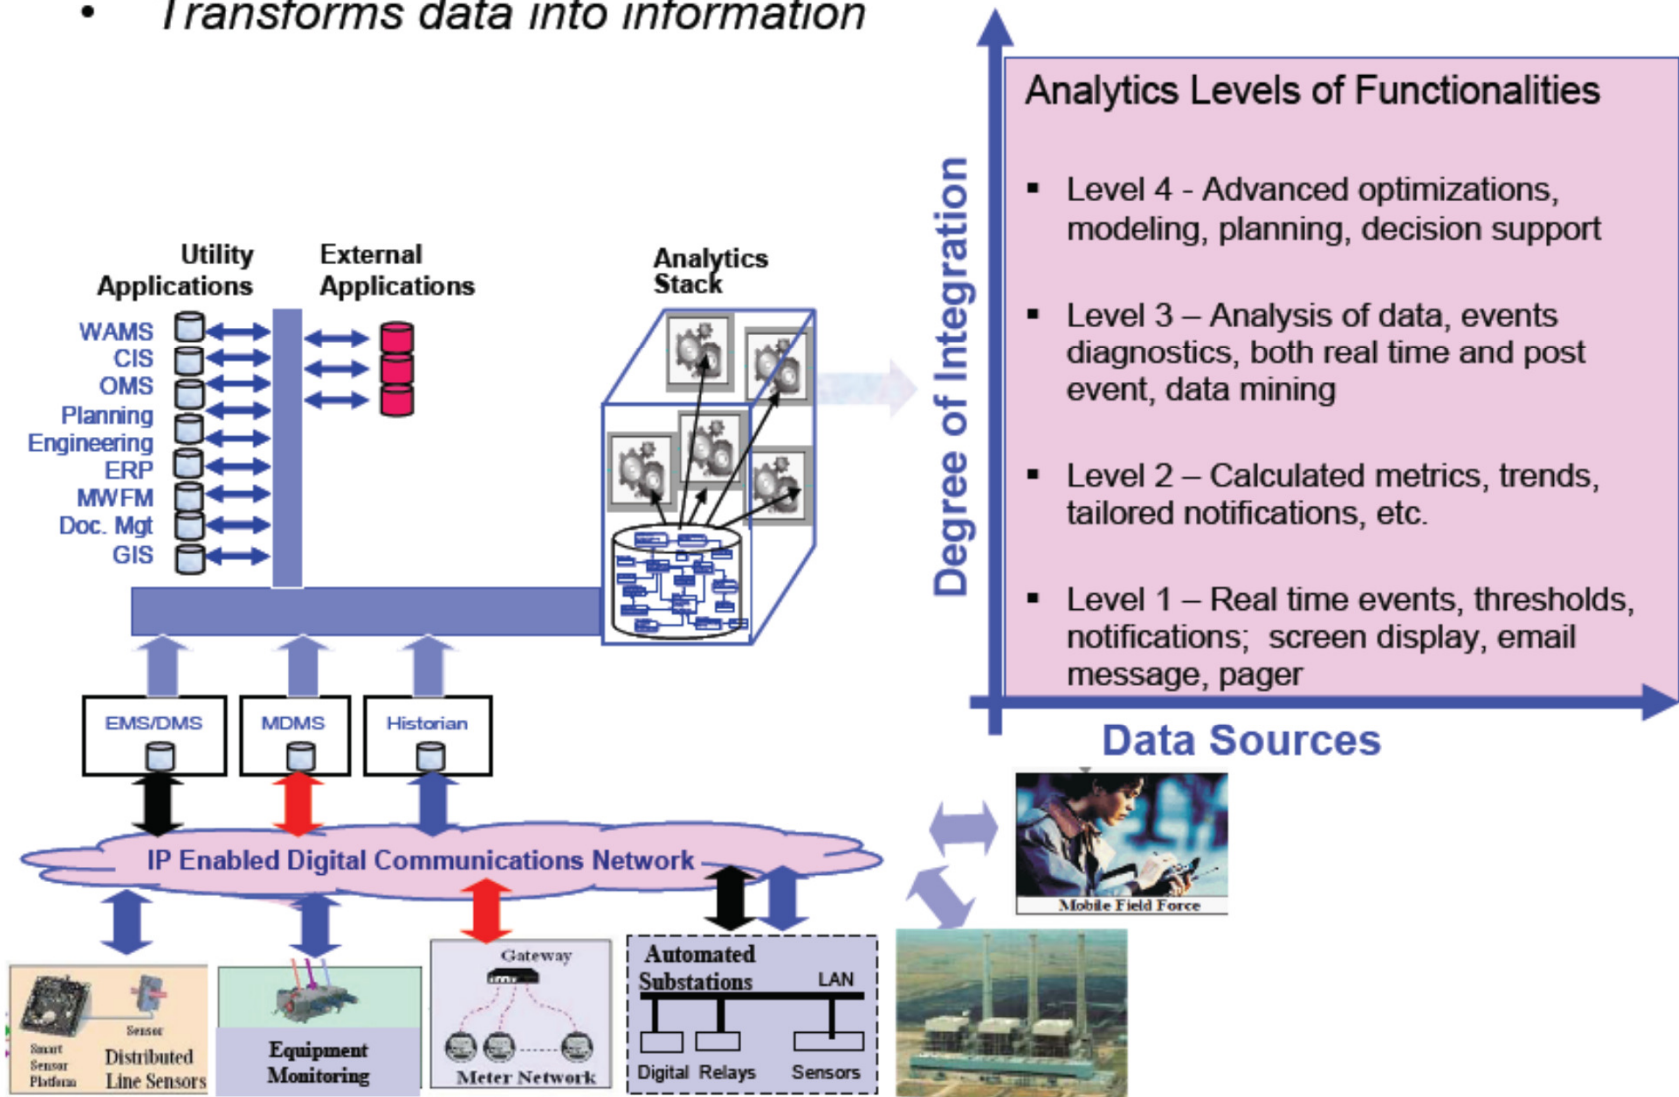 • Transforms data into information
Analytics Levels of Functionalities
▪ Level 4 - Advanced optimizations,
modeling, planning, decision support
▪ Level 3 – Analysis of data, events
diagnostics, both real time and post
event, data mining
▪ Level 2 – Calculated metrics, trends,
tailored notifications, etc.
▪ Level 1 – Real time events, thresholds,
notifications; screen display, email
message, pager
Degree of Integration
Data Sources
Utility
Applications
External
Applications
Analytics
Stack
WAMS
CIS
OMS
Planning
Engineering
ERP
MWFM
Doc. Mgt
GIS
EMS/DMS
MDMS
Historian
IP Enabled Digital Communications Network
Mobile Field Force
Sensor
Smart
Sensor
Platform
Distributed
Line Sensors
Equipment
Monitoring
Gateway
Meter Network
Automated
Substations
LAN
Digital Relays
Sensors